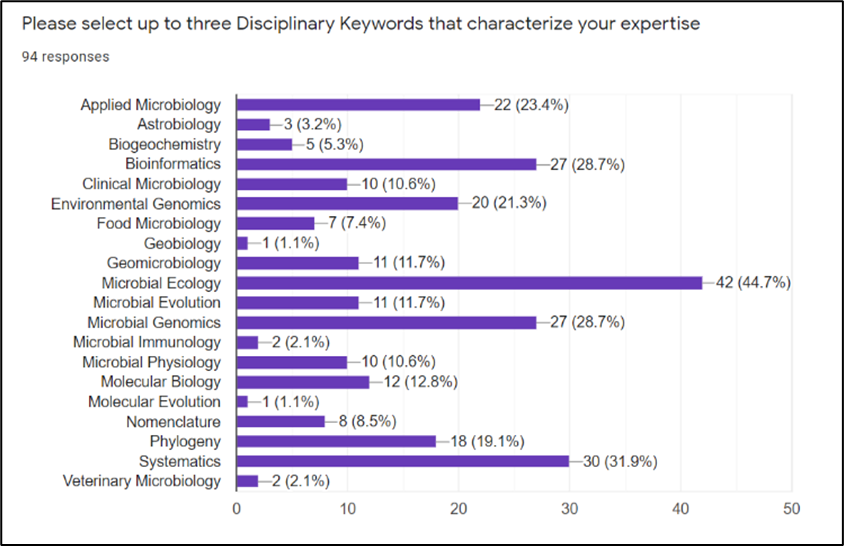 Please select up to three Disciplinary Keywords that characterize your expertise
94 responses
Applied Microbiology 22 (23.4%)
Astrobiology 3 (3.2%)
Biogeochemistry 5 (5.3%)
Bioinformatics 27 (28.7%)
Clinical Microbiology 10 (10.6%)
Environmental Genomics 20 (21.3%)
Food Microbiology 7 (7.4%)
Geobiology 1 (1.1%)
Geomicrobiology 11 (11.7%)
Microbial Ecology 42 (44.7%)
Microbial Evolution 11 (11.7%)
Microbial Genomics 27 (28.7%)
Microbial Immunology 2 (2.1%)
Microbial Physiology 10 (10.6%)
Molecular Biology 12 (12.8%)
Molecular Evolution 1 (1.1%)
Nomenclature 8 (8.5%)
Phylogeny 18 (19.1%)
Systematics 30 (31.9%)
Veterinary Microbiology 2 (2.1%)
0 10 20 30 40 50